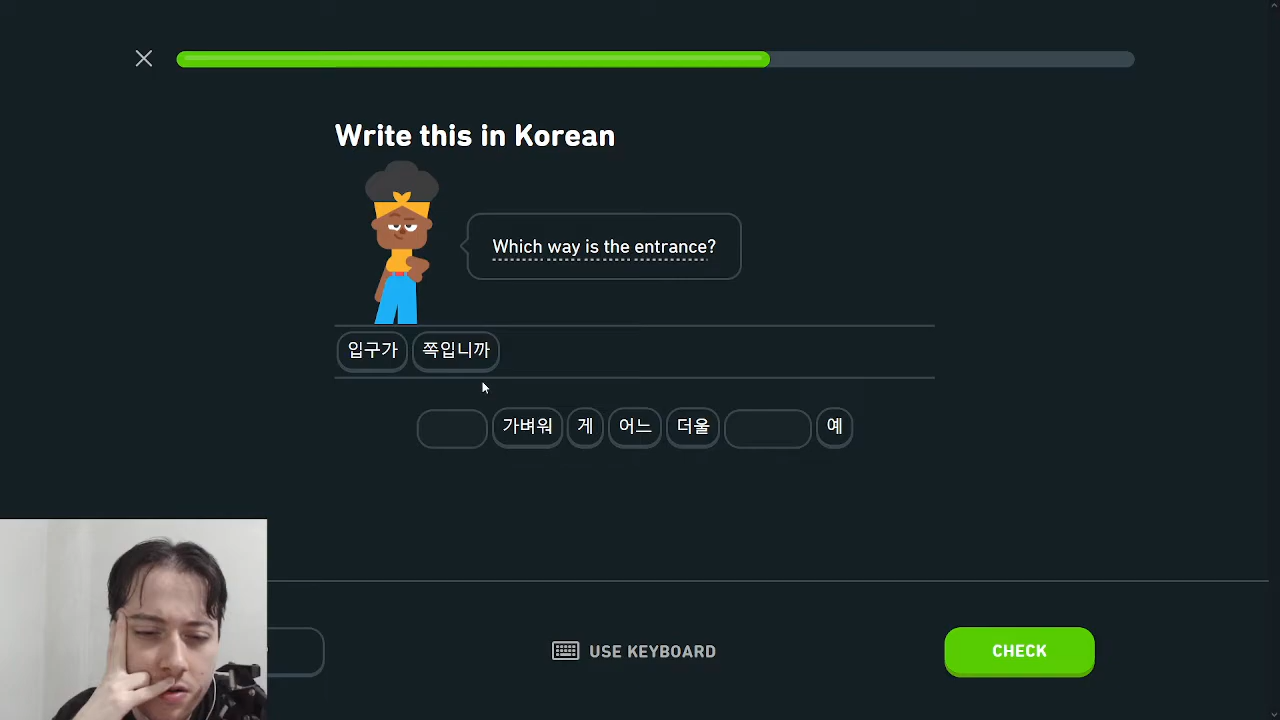 Write this in Korean
Which way is the entrance?
입구가 쪽입니까
가벼워 게 어느 더울 예
USE KEYBOARD
CHECK